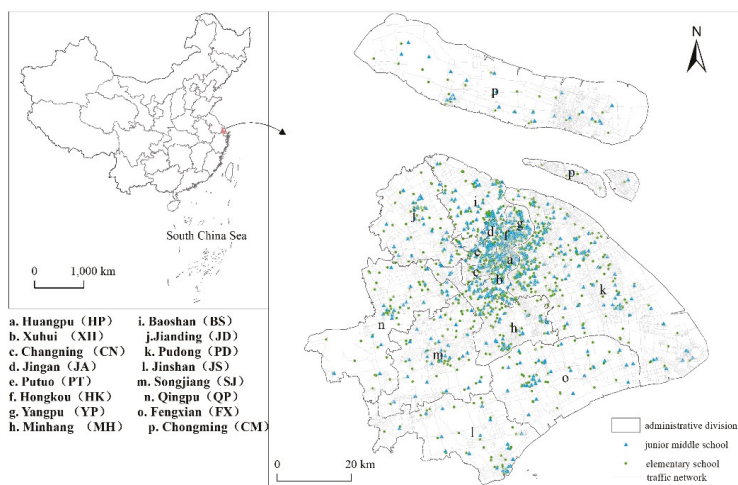 N
p
p
South China Sea
0 1,000 km
a. Huangpu（HP）
b. Xuhui （XH）
c. Changning （CN）
d. Jingan（JA）
e. Putuo（PT）
f. Hongkou（HK）
g. Yangpu（YP）
h. Minhang （MH）
i. Baoshan（BS）
j.Jianding（JD）
k. Pudong（PD）
l. Jinshan（JS）
m. Songjiang（SJ）
n. Qingpu（QP）
o. Fengxian（FX）
p. Chongming（CM）
i
j
g
d
f
e
a
c
b
k
n
h
m
o
l
0 20 km
administrative division
junior middle school
elementary school
traffic network